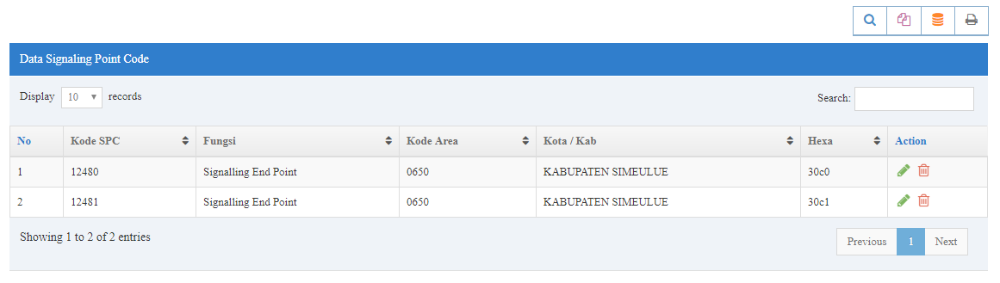 Data Signaling Point Code
Display 10 records Search:
No Kode SPC Fungsi Kode Area Kota / Kab Hexa Action
1 12480 Signalling End Point 0650 KABUPATEN SIMEULUE 30c0
2 12481 Signalling End Point 0650 KABUPATEN SIMEULUE 30c1
Showing 1 to 2 of 2 entries Previous 1 Next